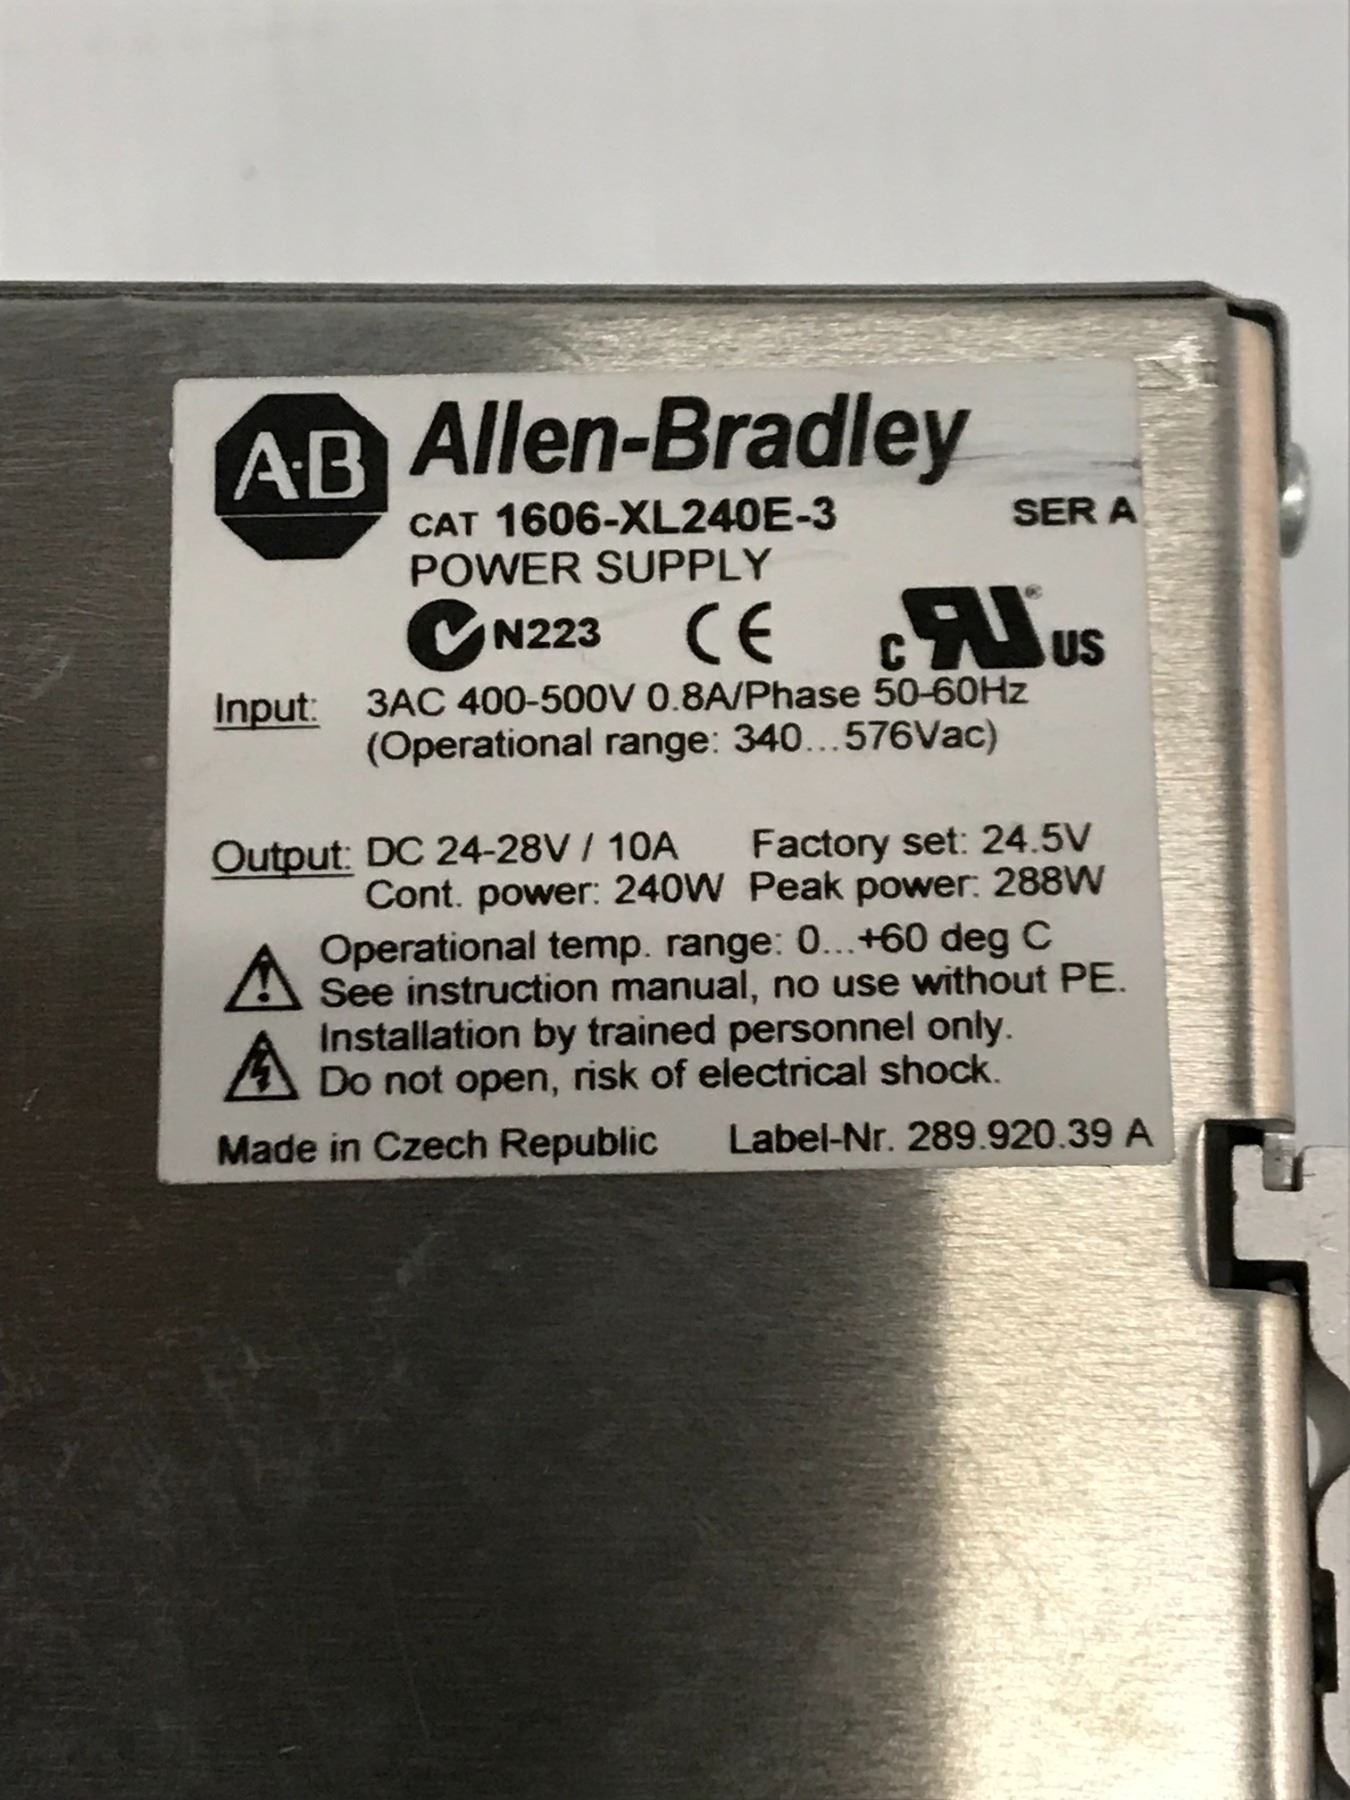 A·B Allen-Bradley
CAT 1606-XL240E-3 SER A
POWER SUPPLY
N223 CE c RU ® US
Input: 3AC 400-500V 0.8A/Phase 50-60Hz
(Operational range: 340...576Vac)
Output: DC 24-28V / 10A Factory set: 24.5V
Cont. power: 240W Peak power: 288W
Operational temp. range: 0...+60 deg C
See instruction manual, no use without PE.
Installation by trained personnel only.
Do not open, risk of electrical shock.
Made in Czech Republic Label-Nr. 289.920.39 A